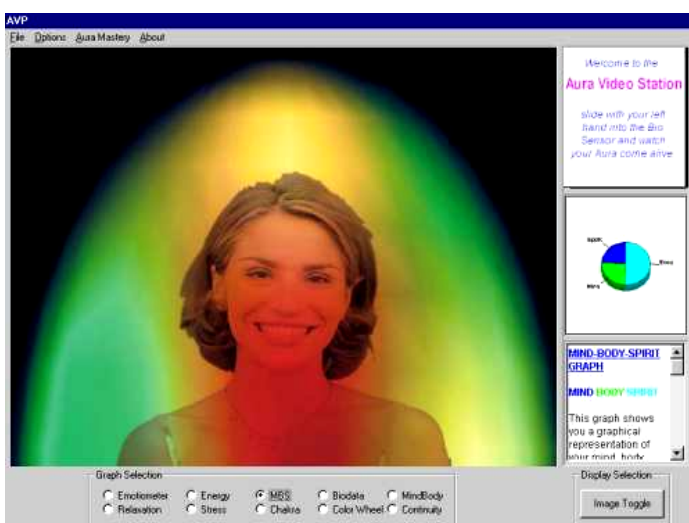 AVP
File Options Aura Mastery About
Welcome to the
Aura Video Station
slide with your left
hand into the Bio
Sensor and watch
your Aura come alive
MIND-BODY-SPIRIT
GRAPH
MIND BODY SPIRIT
This graph shows
you a graphical
representation of
your mind, body
Graph Selection
Emotiometer Energy MBS Biodata MindBody
Relaxation Stress Chakra Color Wheel Continuity
Display Selection
Image Toggle